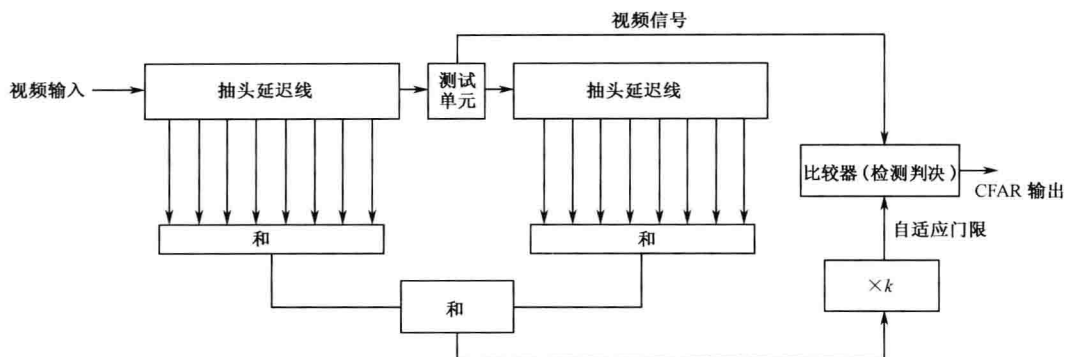 视频信号
视频输入
抽头延迟线
测试
单元
抽头延迟线
比较器(检测判决)
CFAR 输出
自适应门限
和
和
×k
和